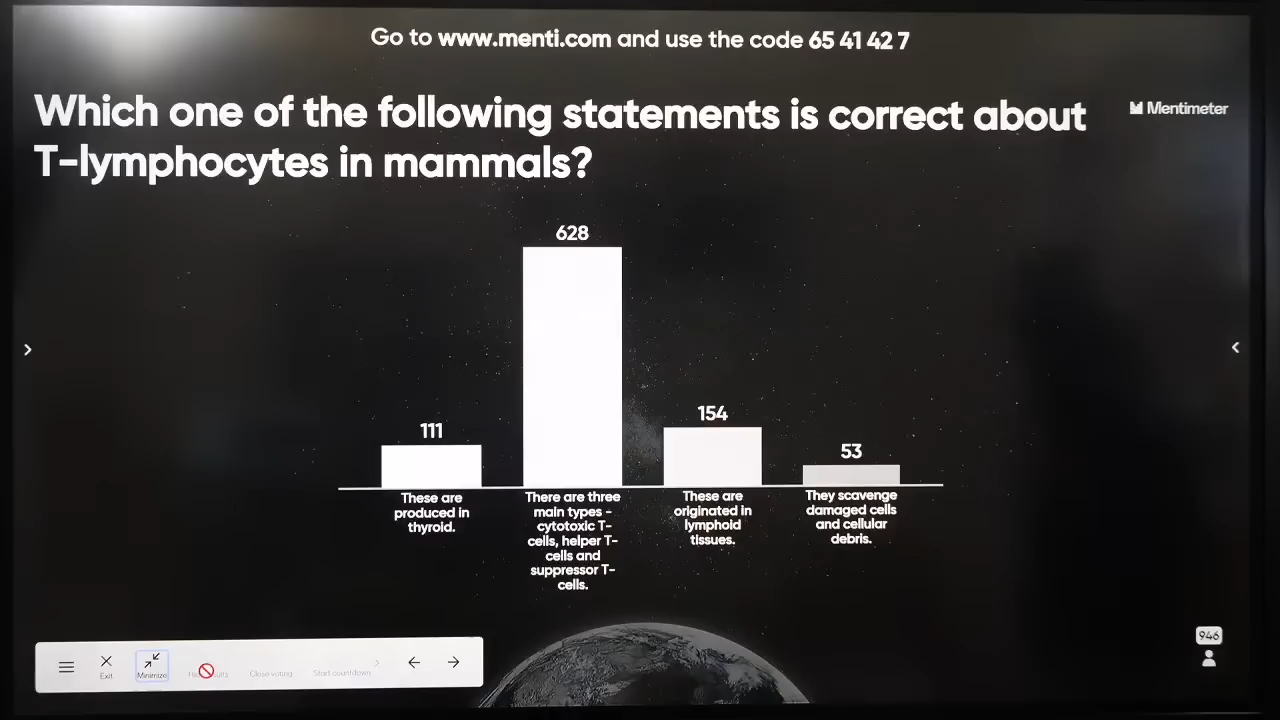 Go to www.menti.com and use the code 65 41 42 7
Which one of the following statements is correct about
T-lymphocytes in mammals?
Mentimeter
628
154
111
53
These are
produced in
thyroid.
There are three
main types -
cytotoxic T-
cells, helper T-
cells and
suppressor T-
cells.
These are
originated in
lymphoid
tissues.
They scavenge
damaged cells
and cellular
debris.
946
Exit
Minimize
Close voting
Start countdown